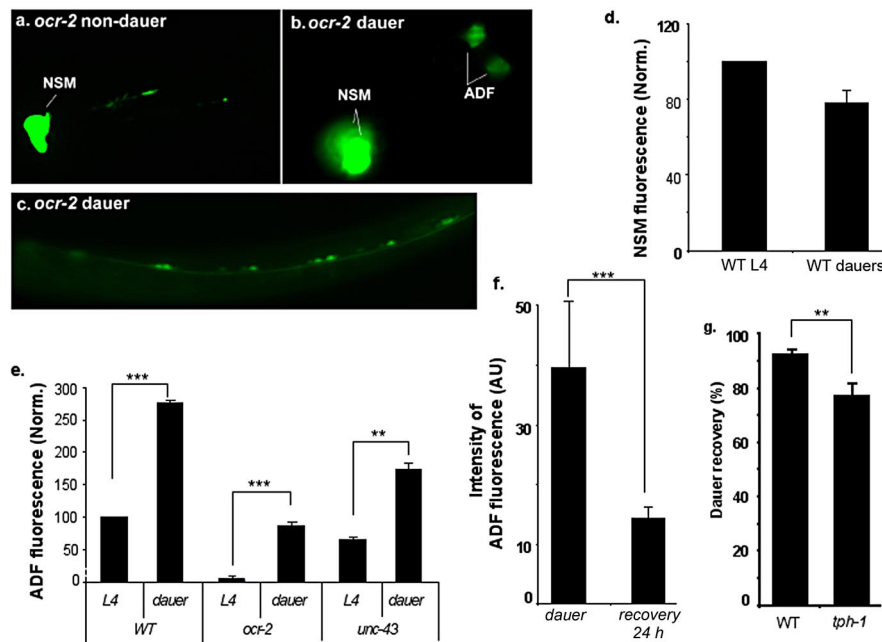 a. ocr-2 non-dauer
NSM
b. ocr-2 dauer
ADF
NSM
c. ocr-2 dauer
d.
NSM fluorescence (Norm.)
120
80
40
0
WT L4
WT dauers
e.
ADF fluorescence (Norm.)
300
250
200
150
100
50
0
***
***
**
L4
dauer
L4
dauer
L4
dauer
WT
ocr-2
unc-43
f.
Intensity of
ADF fluorescence (AU)
50
30
10
0
***
dauer
recovery
24 h
g.
Dauer recovery (%)
100
80
60
40
20
0
**
WT
tph-1